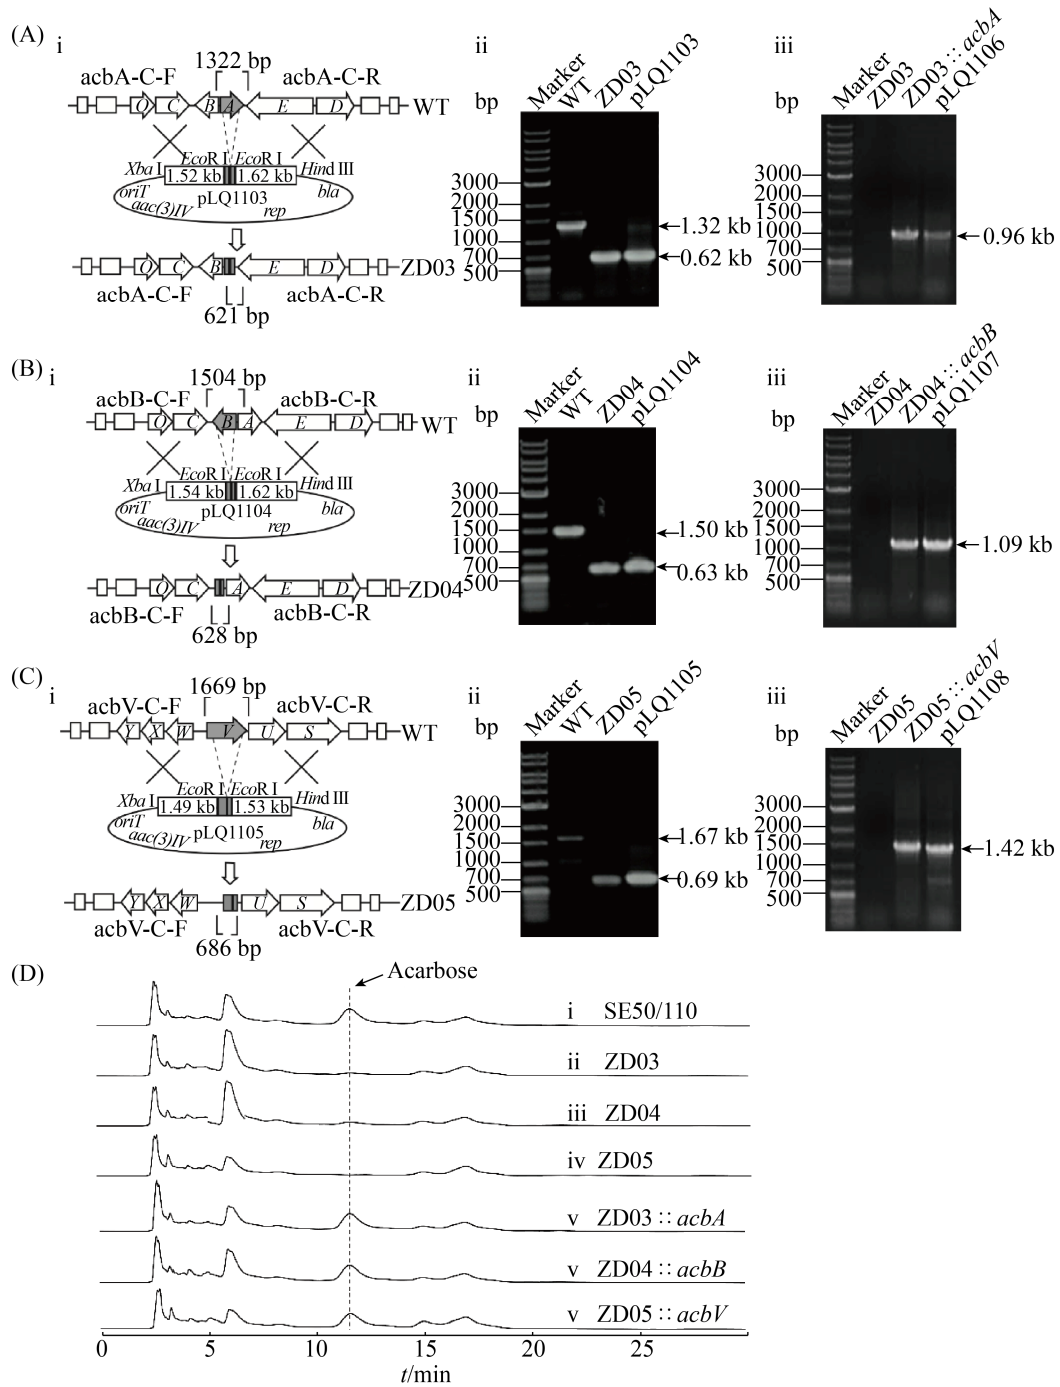 (A)
i
1322 bp
acbA-C-F
acbA-C-R
O C B A E D WT
Xba I EcoR I EcoR I Hind III
1.52 kb 1.62 kb
oriT aac(3)IV pLQ1103 rep bla
O C B E D ZD03
acbA-C-F
acbA-C-R
621 bp
ii
bp
Marker WT ZD03 pLQ1103
3000
2000
1500
1000
700
500
1.32 kb
0.62 kb
iii
Marker ZD03 ZD03∷acbA pLQ1106
bp
3000
2000
1500
1000
700
500
0.96 kb
(B)
i
1504 bp
acbB-C-F
acbB-C-R
O C B A E D WT
Xba I EcoR I EcoR I Hind III
1.54 kb 1.62 kb
oriT aac(3)IV pLQ1104 rep bla
O C A E D ZD04
acbB-C-F
acbB-C-R
628 bp
ii
bp
Marker WT ZD04 pLQ1104
3000
2000
1500
1000
700
500
1.50 kb
0.63 kb
iii
bp
Marker ZD04 ZD04∷acbB pLQ1107
3000
2000
1500
1000
700
500
1.09 kb
(C)
i
1669 bp
acbV-C-F
acbV-C-R
Y X W V U S WT
Xba I EcoR I EcoR I Hind III
1.49 kb 1.53 kb
oriT aac(3)IV pLQ1105 rep bla
Y X W U S ZD05
acbV-C-F
acbV-C-R
686 bp
ii
bp
Marker WT ZD05 pLQ1105
3000
2000
1500
1000
700
500
1.67 kb
0.69 kb
iii
bp
Marker ZD05 ZD05∷acbV pLQ1108
3000
2000
1500
1000
700
500
1.42 kb
(D)
Acarbose
i SE50/110
ii ZD03
iii ZD04
iv ZD05
v ZD03∷acbA
v ZD04∷acbB
v ZD05∷acbV
0 5 10 15 20 30
t/min